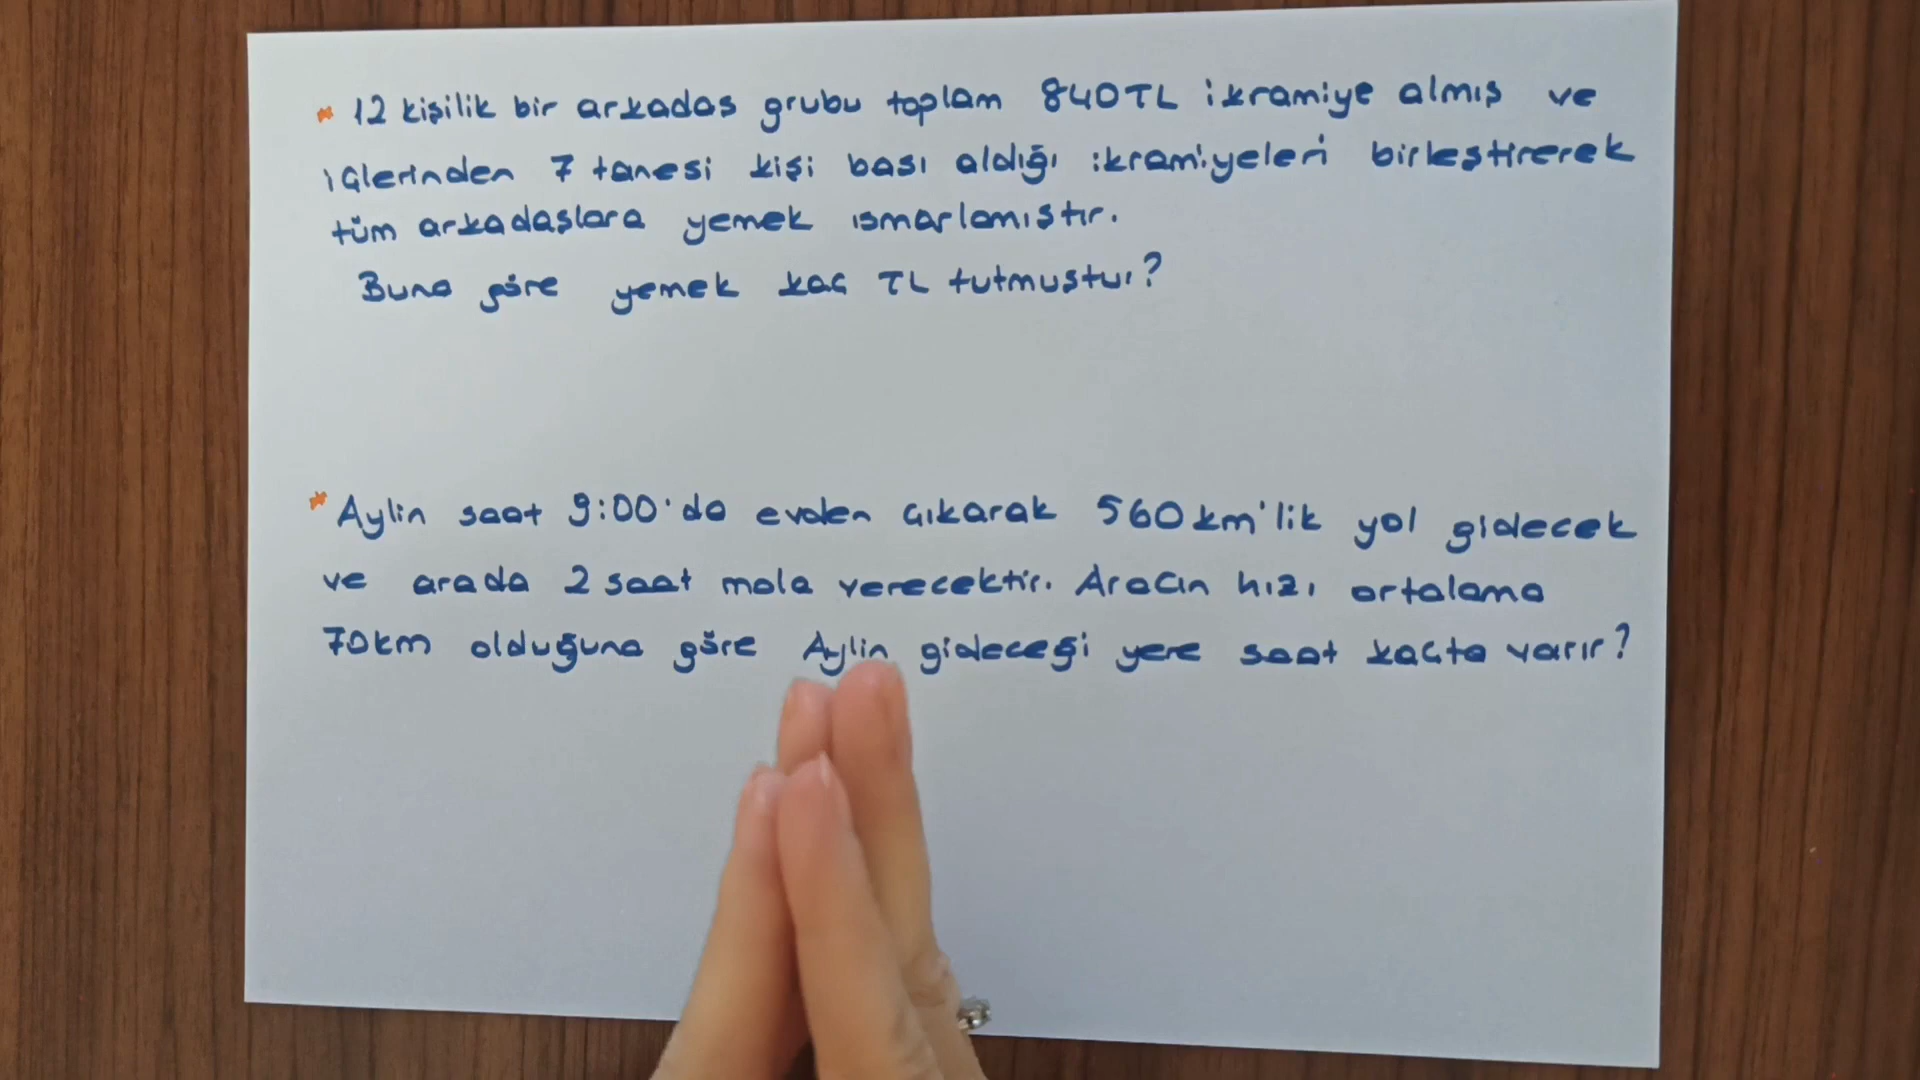 * 12 kişilik bir arkadas grubu toplam 840TL ikramiye almış ve
içlerinden 7 tanesi kişi bası aldığı ikramiyeleri birleştirerek
tüm arkadaşlara yemek ısmarlamıştır.
Buna göre yemek kaç TL tutmuştur?
* Aylin saat 9:00'da evden çıkarak 560km'lik yol gidecek
ve arada 2 saat mola verecektir. Aracın hızı ortalama
70km olduğuna göre Aylin gideceği yere saat kaçta varır?